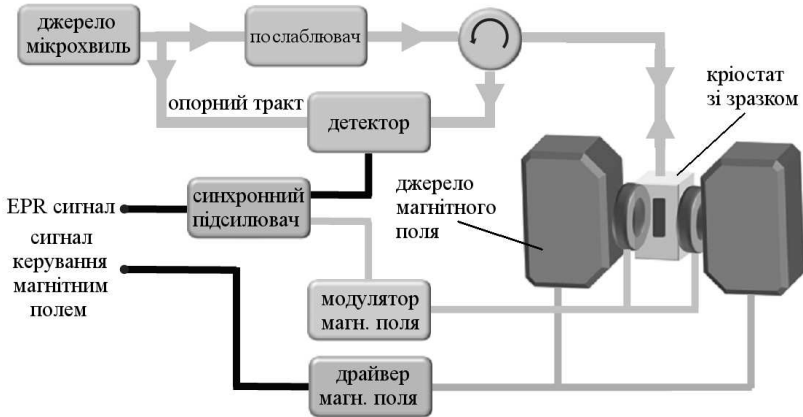 джерело
мікрохвиль
послаблювач
опорний тракт
детектор
кріостат
зі зразком
джерело
магнітного
поля
EPR сигнал
синхронний
підсилювач
сигнал
керування
магнітним
полем
модулятор
магн. поля
драйвер
магн. поля